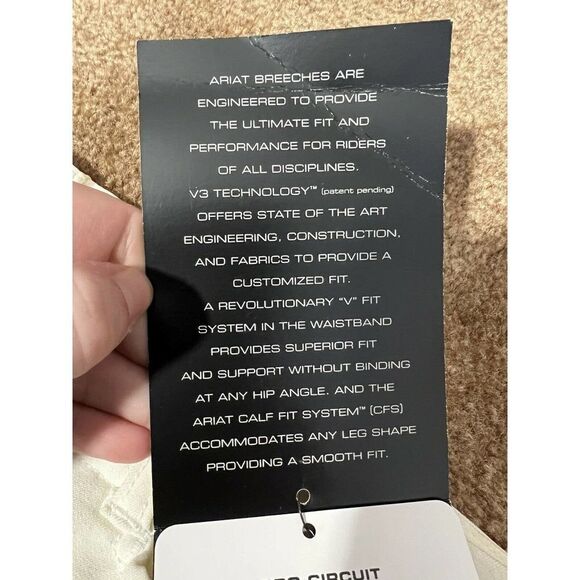 ARIAT BREECHES ARE
ENGINEERED TO PROVIDE
THE ULTIMATE FIT AND
PERFORMANCE FOR RIDERS
OF ALL DISCIPLINES.
V3 TECHNOLOGY™ (patent pending)
OFFERS STATE OF THE ART
ENGINEERING, CONSTRUCTION,
AND FABRICS TO PROVIDE A
CUSTOMIZED FIT.
A REVOLUTIONARY "V" FIT
SYSTEM IN THE WAISTBAND
PROVIDES SUPERIOR FIT
AND SUPPORT WITHOUT BINDING
AT ANY HIP ANGLE. AND THE
ARIAT CALF FIT SYSTEM™ (CFS)
ACCOMMODATES ANY LEG SHAPE
PROVIDING A SMOOTH FIT.
CIRCUIT